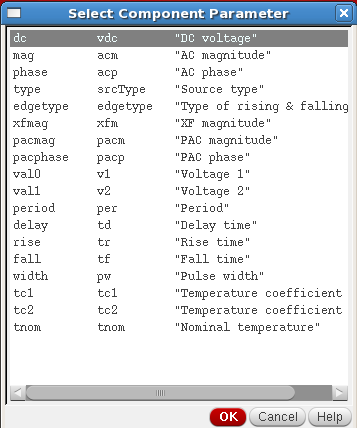 Select Component Parameter
dc vdc "DC voltage"
mag acm "AC magnitude"
phase acp "AC phase"
type srcType "Source type"
edgetype edgetype "Type of rising & falling
xfmag xfm "XF magnitude"
pacmag pacm "PAC magnitude"
pacphase pacp "PAC phase"
val0 v1 "Voltage 1"
val1 v2 "Voltage 2"
period per "Period"
delay td "Delay time"
rise tr "Rise time"
fall tf "Fall time"
width pw "Pulse width"
tc1 tc1 "Temperature coefficient
tc2 tc2 "Temperature coefficient
tnom tnom "Nominal temperature"
OK Cancel Help